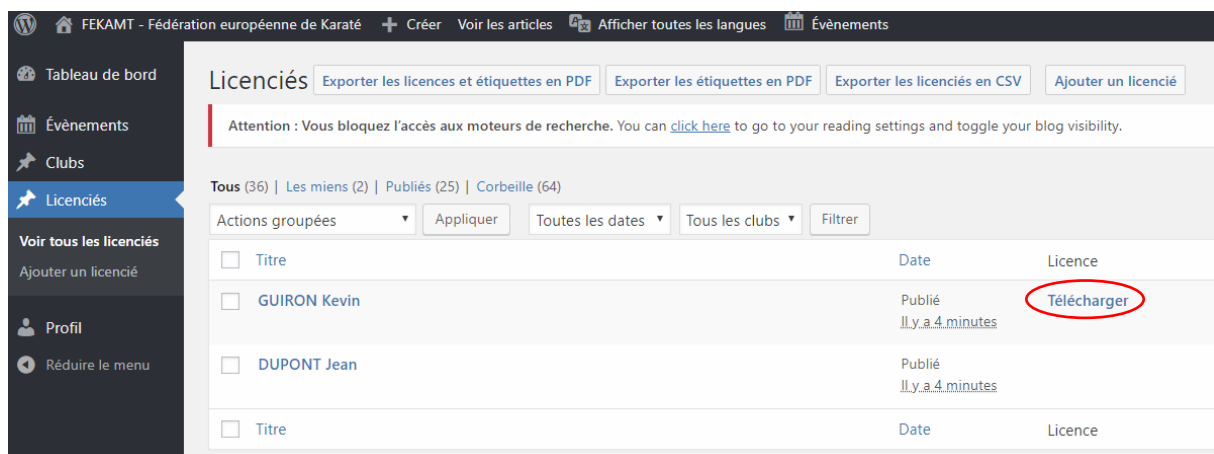 FEKAMT - Fédération européenne de Karaté + Créer Voir les articles Afficher toutes les langues Évènements
Tableau de bord
Évènements
Clubs
Licenciés
Voir tous les licenciés
Ajouter un licencié
Profil
Réduire le menu
Licenciés Exporter les licences et étiquettes en PDF Exporter les étiquettes en PDF Exporter les licenciés en CSV Ajouter un licencié
Attention : Vous bloquez l'accès aux moteurs de recherche. You can click here to go to your reading settings and toggle your blog visibility.
Tous (36) | Les miens (2) | Publiés (25) | Corbeille (64)
Actions groupées Appliquer Toutes les dates Tous les clubs Filtrer
Titre Date Licence
GUIRON Kevin Publié Télécharger
Il y a 4 minutes
DUPONT Jean Publié
Il y a 4 minutes
Titre Date Licence